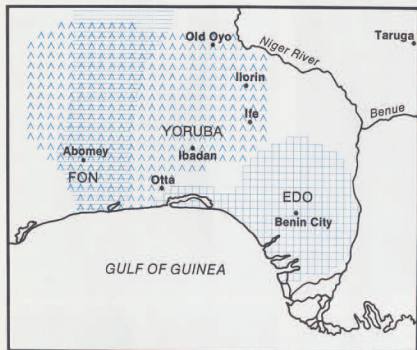 Old Oyo
Niger River
Taruga
Ilorin
Ife
Benue
YORUBA
Abomey
Ibadan
FON
Otta
EDO
Benin City
GULF OF GUINEA